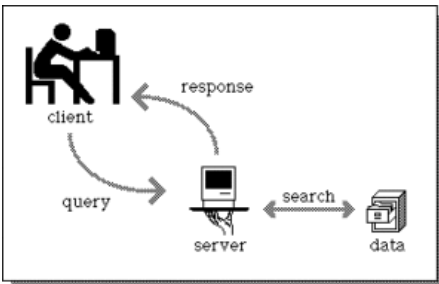 response
client
search
query
server
data